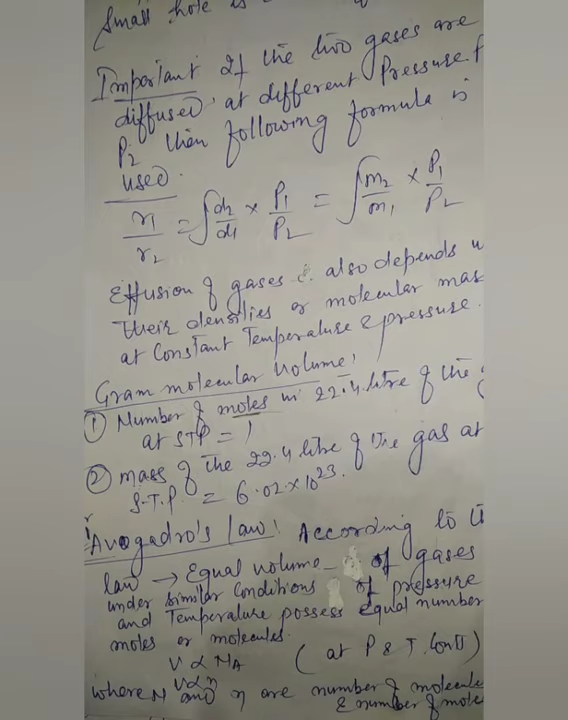 Small hole is
Important If the two gases are
diffused at different Pressure P
P2 then following formula is
used.
r1/r2 = √d2/d1 × P1/P2 = √m2/m1 × P1/P2
Effusion of gases is also depends u
their densities or molecular mas
at Constant Temperature & pressure.
Gram molecular Volume!
① Number of moles in 22.4 litre of the g
at STP = 1
② mass of the 22.4 litre of the gas at
S.T.P. = 6.02×10^23.
Avogadro's law! According to th
law → Equal volume of gases
under similar conditions of pressure
and Temperature possess equal number
moles or molecules.
V ∝ NA (at P & T. Const)
V ∝ n
where N and n are number of molecule
& number of mole